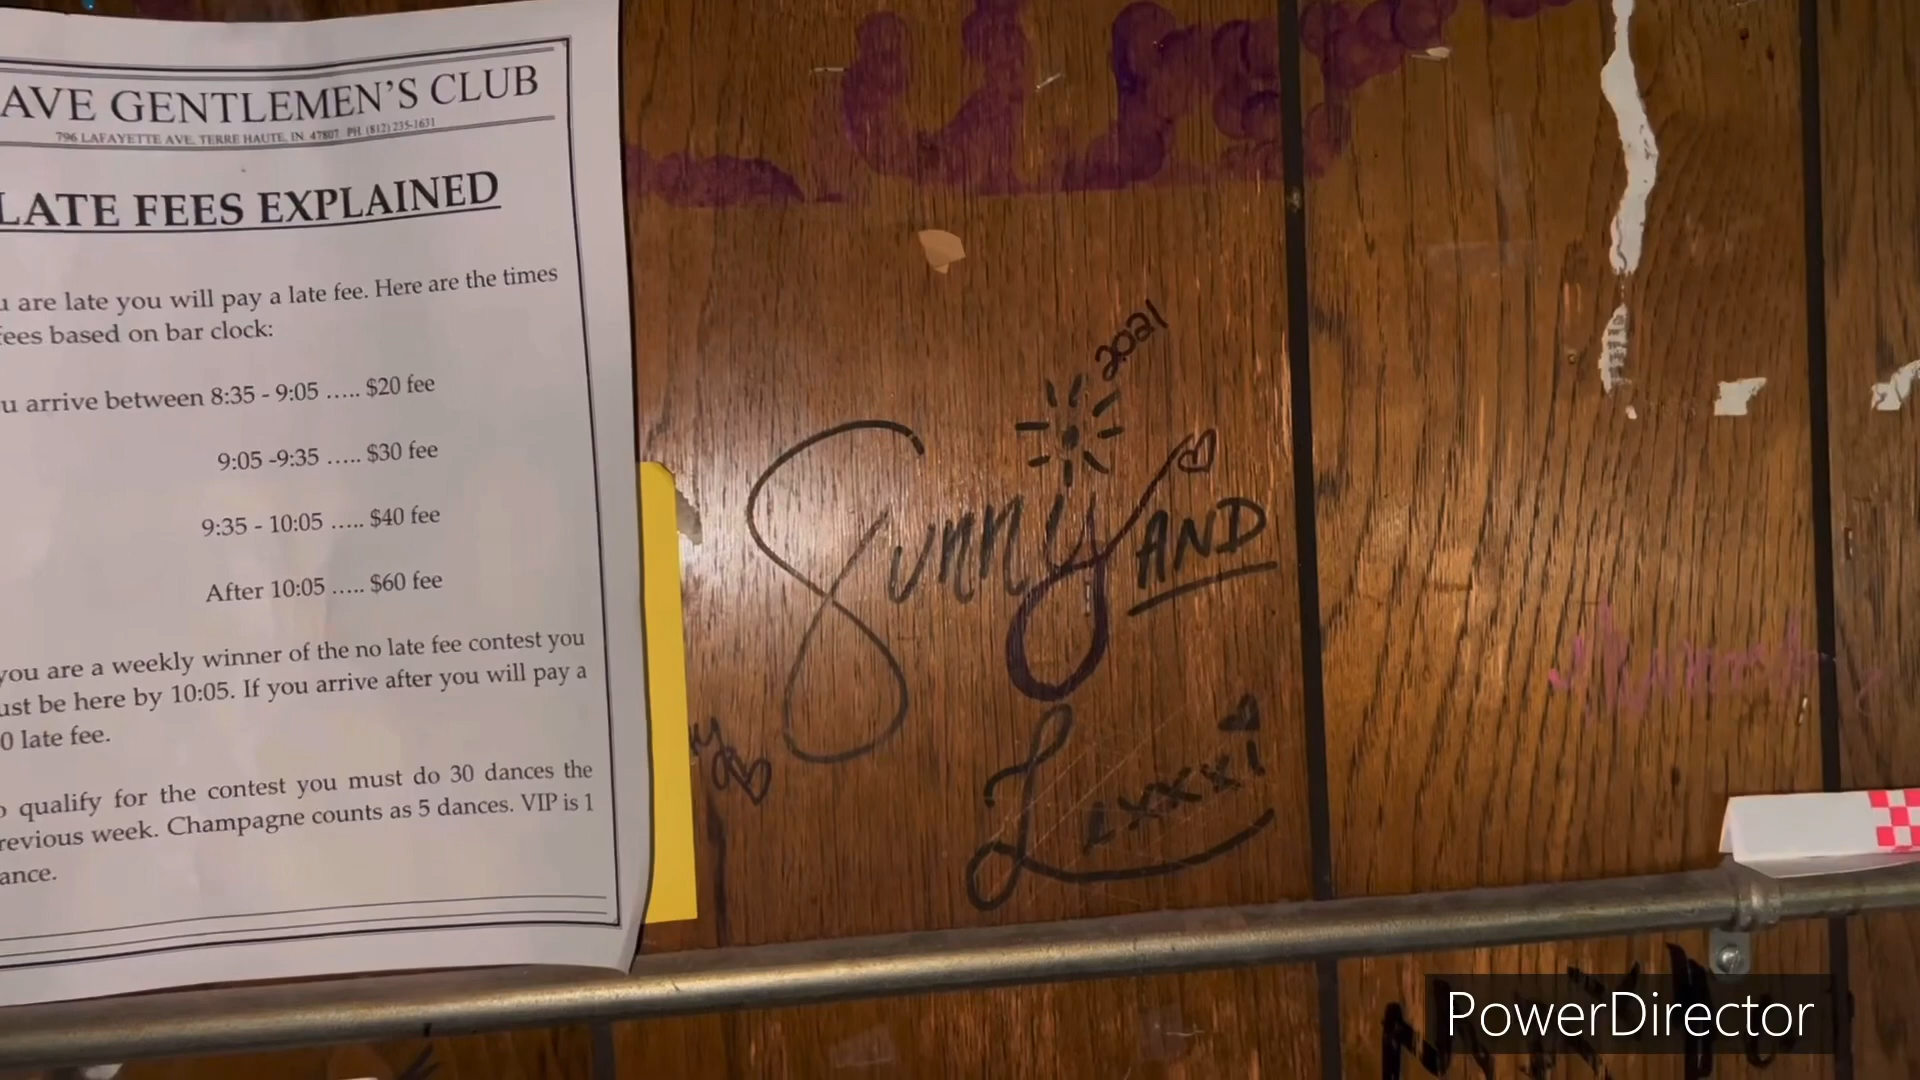 AVE GENTLEMEN'S CLUB
796 LAFAYETTE AVE, TERRE HAUTE, IN. 47807 PH. (812) 235-1631
LATE FEES EXPLAINED
u are late you will pay a late fee. Here are the times
fees based on bar clock:
u arrive between 8:35 - 9:05 ..... $20 fee
9:05 -9:35 ..... $30 fee
9:35 - 10:05 ..... $40 fee
After 10:05 ..... $60 fee
you are a weekly winner of the no late fee contest you
ust be here by 10:05. If you arrive after you will pay a
0 late fee.
o qualify for the contest you must do 30 dances the
revious week. Champagne counts as 5 dances. VIP is 1
ance.
2021
Sunny AND
Lexxxi
PowerDirector